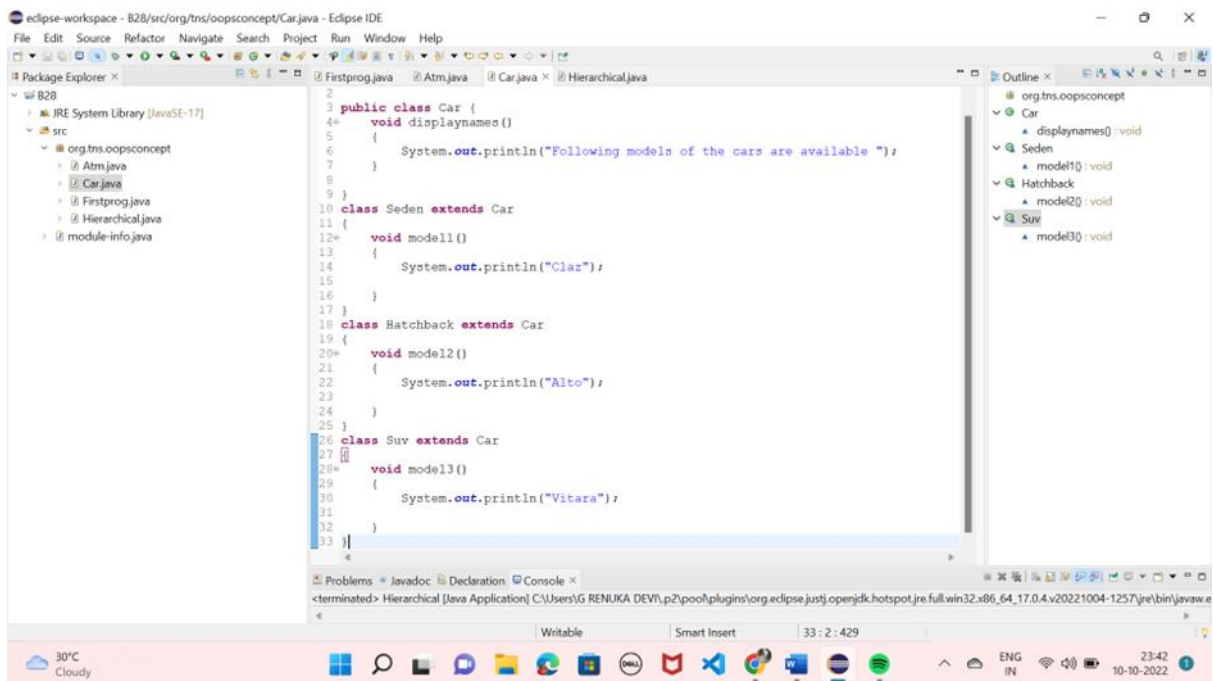 eclipse-workspace - B28/src/org/tns/oopsconcept/Car.java - Eclipse IDE
File Edit Source Refactor Navigate Search Project Run Window Help
Package Explorer
B28
JRE System Library [JavaSE-17]
src
org.tns.oopsconcept
Atm.java
Car.java
Firstprog.java
Hierarchical.java
module-info.java
Firstprog.java Atm.java Car.java Hierarchical.java
2
3 public class Car {
4 void displaynames()
5 {
6 System.out.println("Following models of the cars are available ");
7 }
8
9 }
10 class Seden extends Car
11 {
12 void model1()
13 {
14 System.out.println("Claz");
15
16 }
17 }
18 class Hatchback extends Car
19 {
20 void model2()
21 {
22 System.out.println("Alto");
23
24 }
25 }
26 class Suv extends Car
27 {
28 void model3()
29 {
30 System.out.println("Vitara");
31
32 }
33 }
Outline
org.tns.oopsconcept
Car
displaynames() : void
Seden
model1() : void
Hatchback
model2() : void
Suv
model3() : void
Problems Javadoc Declaration Console
<terminated> Hierarchical [Java Application] C:\Users\G RENUKA DEVI\.p2\pool\plugins\org.eclipse.justj.openjdk.hotspot.jre.full.win32.x86_64_17.0.4.v20221004-1257\jre\bin\javaw.e
Writable Smart Insert 33 : 2 : 429
30°C
Cloudy
DELL
ENG
IN
23:42
10-10-2022
1